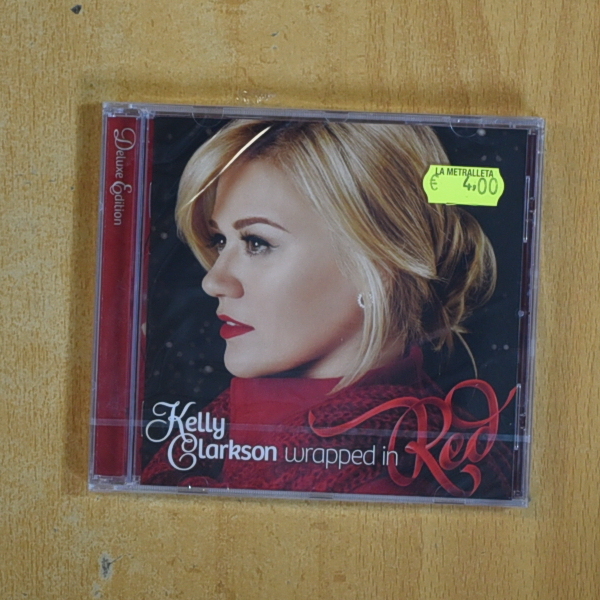 Deluxe Edition
LA METRALLETA
€ 4,00
Kelly
Clarkson wrapped in Red